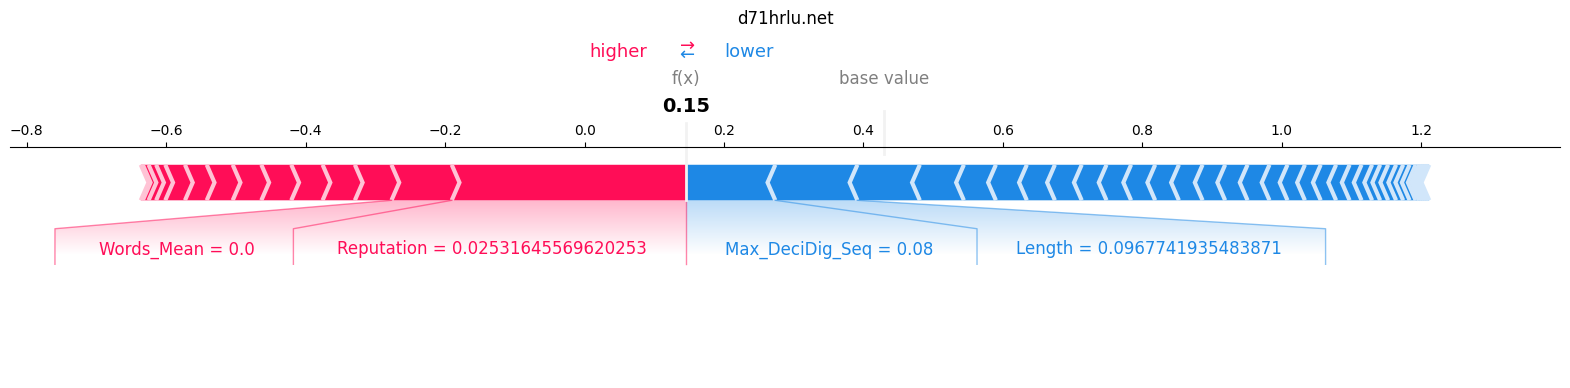 d71hrlu.net
higher ⇄ lower
f(x) base value
0.15
−0.8 −0.6 −0.4 −0.2 0.0 0.2 0.4 0.6 0.8 1.0 1.2
Words_Mean = 0.0 Reputation = 0.02531645569620253 Max_DeciDig_Seq = 0.08 Length = 0.0967741935483871